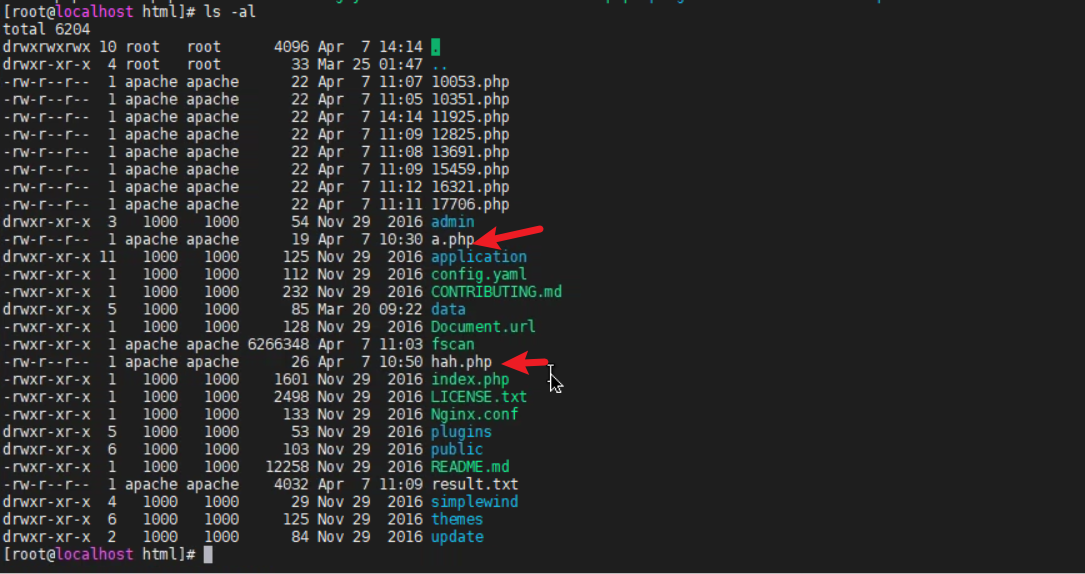 [root@localhost html]# ls -al
total 6204
drwxrwxrwx 10 root   root      4096 Apr  7 14:14 .
drwxr-xr-x  4 root   root        33 Mar 25 01:47 ..
-rw-r--r--  1 apache apache      22 Apr  7 11:07 10053.php
-rw-r--r--  1 apache apache      22 Apr  7 11:05 10351.php
-rw-r--r--  1 apache apache      22 Apr  7 14:14 11925.php
-rw-r--r--  1 apache apache      22 Apr  7 11:09 12825.php
-rw-r--r--  1 apache apache      22 Apr  7 11:08 13691.php
-rw-r--r--  1 apache apache      22 Apr  7 11:09 15459.php
-rw-r--r--  1 apache apache      22 Apr  7 11:12 16321.php
-rw-r--r--  1 apache apache      22 Apr  7 11:11 17706.php
drwxr-xr-x  3   1000   1000      54 Nov 29  2016 admin
-rw-r--r--  1 apache apache      19 Apr  7 10:30 a.php
drwxr-xr-x 11   1000   1000     125 Nov 29  2016 application
-rwxr-xr-x  1   1000   1000     112 Nov 29  2016 config.yaml
-rwxr-xr-x  1   1000   1000     232 Nov 29  2016 CONTRIBUTING.md
drwxr-xr-x  5   1000   1000      85 Mar 20 09:22 data
-rwxr-xr-x  1   1000   1000     128 Nov 29  2016 Document.url
-rwxr-xr-x  1 apache apache 6266348 Apr  7 11:03 fscan
-rw-r--r--  1 apache apache      26 Apr  7 10:50 hah.php
-rwxr-xr-x  1   1000   1000    1601 Nov 29  2016 index.php
-rwxr-xr-x  1   1000   1000    2498 Nov 29  2016 LICENSE.txt
-rwxr-xr-x  1   1000   1000     133 Nov 29  2016 Nginx.conf
drwxr-xr-x  5   1000   1000      53 Nov 29  2016 plugins
drwxr-xr-x  6   1000   1000     103 Nov 29  2016 public
-rwxr-xr-x  1   1000   1000   12258 Nov 29  2016 README.md
-rw-r--r--  1 apache apache    4032 Apr  7 11:09 result.txt
drwxr-xr-x  4   1000   1000      29 Nov 29  2016 simplewind
drwxr-xr-x  6   1000   1000     125 Nov 29  2016 themes
drwxr-xr-x  2   1000   1000      84 Nov 29  2016 update
[root@localhost html]#